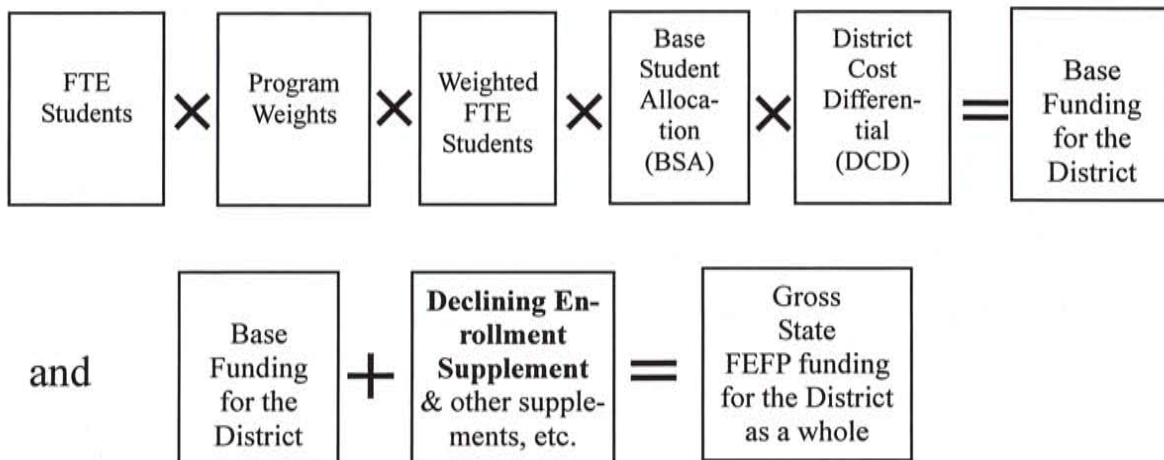 FTE
Students
×
Program
Weights
×
Weighted
FTE
Students
×
Base
Student
Alloca-
tion
(BSA)
×
District
Cost
Differen-
tial
(DCD)
=
Base
Funding
for the
District
and
Base
Funding
for the
District
+
Declining En-
rollment
Supplement
& other supple-
ments, etc.
=
Gross
State
FEFP funding
for the District
as a whole